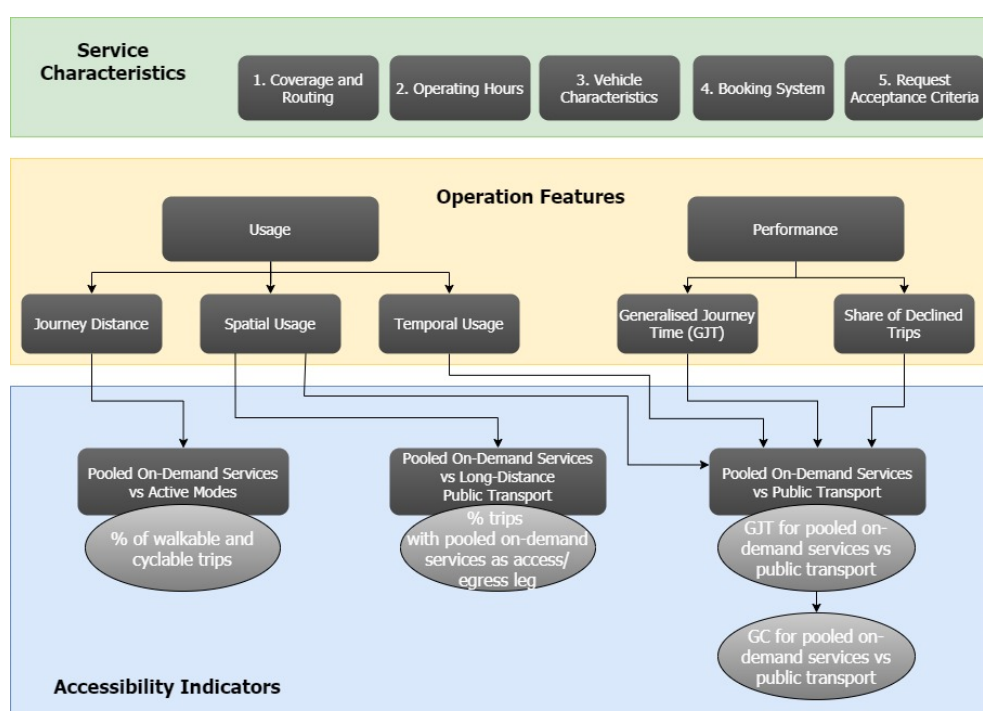 Service
Characteristics
1. Coverage and
Routing
2. Operating Hours
3. Vehicle
Characteristics
4. Booking System
5. Request
Acceptance Criteria
Operation Features
Usage
Performance
Journey Distance
Spatial Usage
Temporal Usage
Generalised Journey
Time (GJT)
Share of Declined
Trips
Pooled On-Demand Services
vs Active Modes
Pooled On-Demand Services
vs Long-Distance
Public Transport
Pooled On-Demand Services
vs Public Transport
% of walkable and
cyclable trips
% trips
with pooled on-demand
services as access/
egress leg
GJT for pooled on-
demand services vs
public transport
GC for pooled on-
demand services vs
public transport
Accessibility Indicators